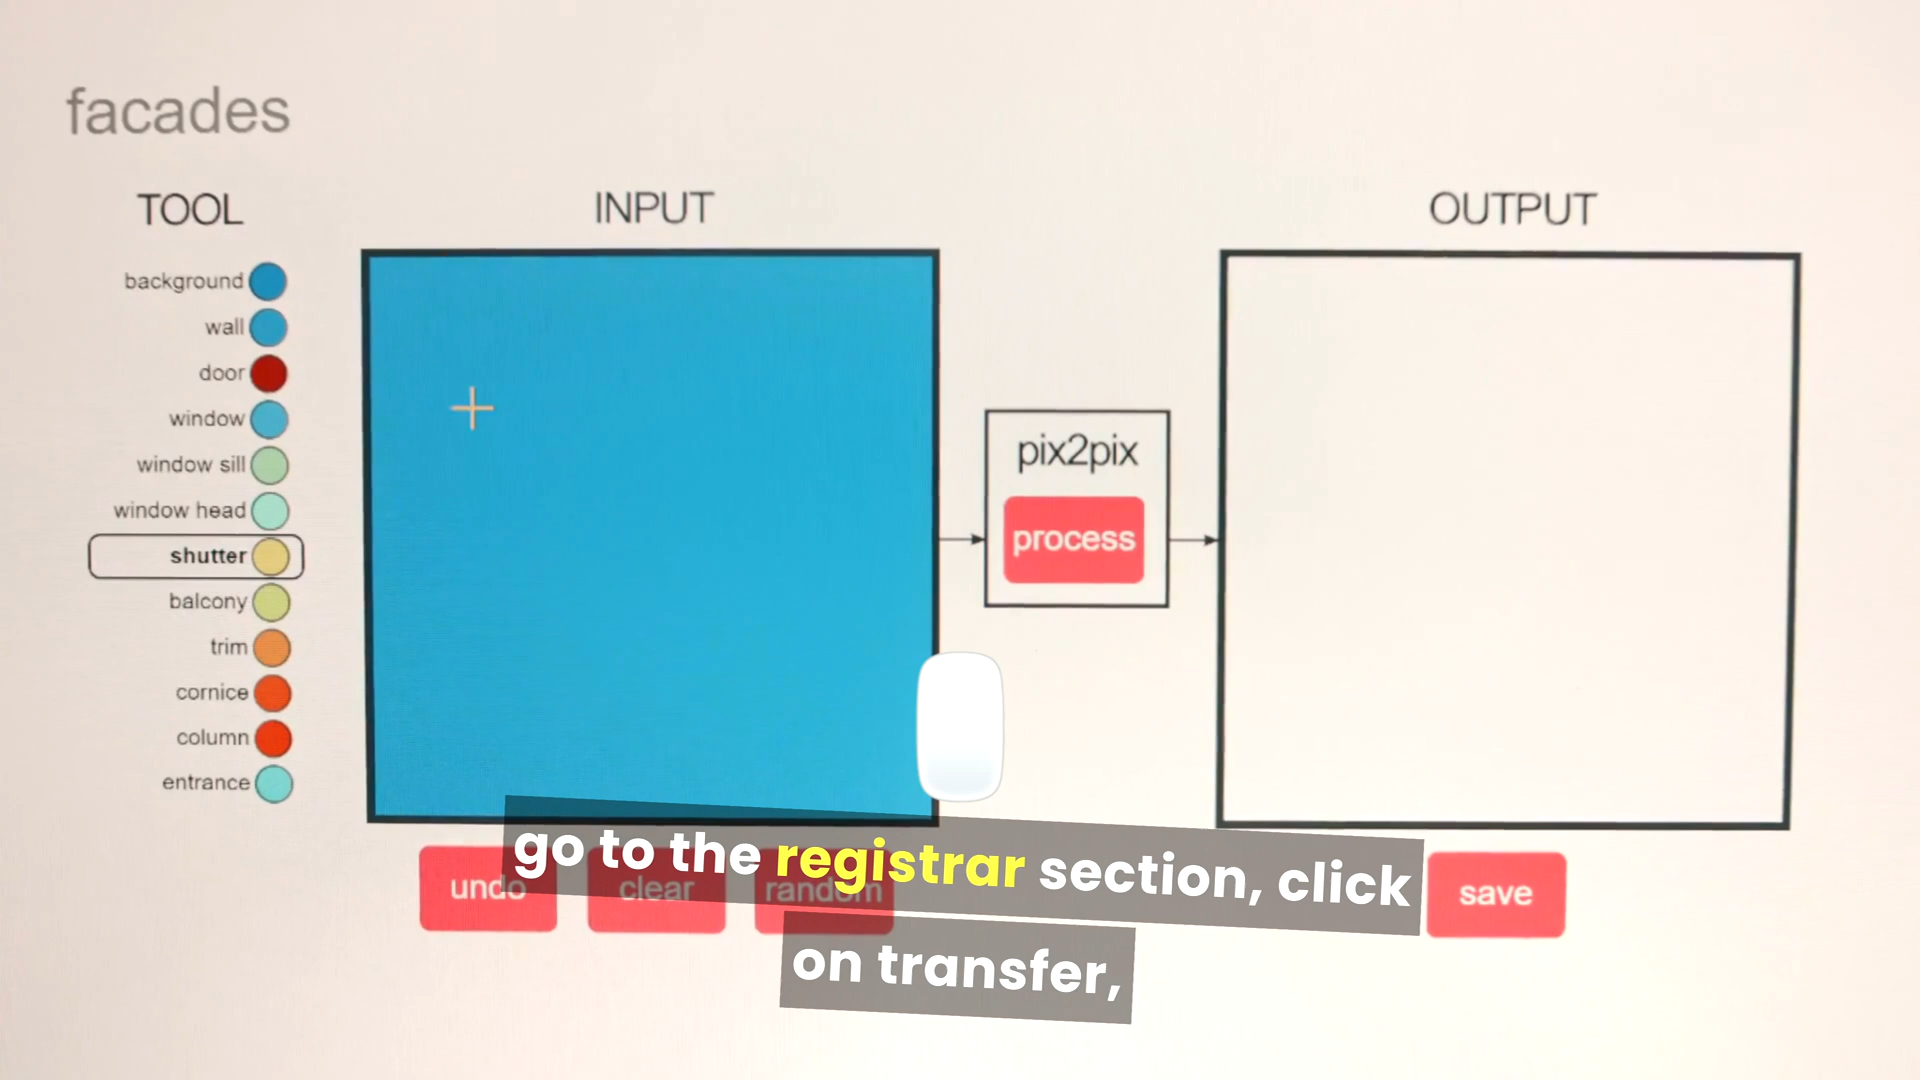 facades
TOOL
INPUT
OUTPUT
background
wall
door
window
window sill
window head
shutter
balcony
trim
cornice
column
entrance
pix2pix
process
undo
clear
random
save
go to the registrar section, click
on transfer,